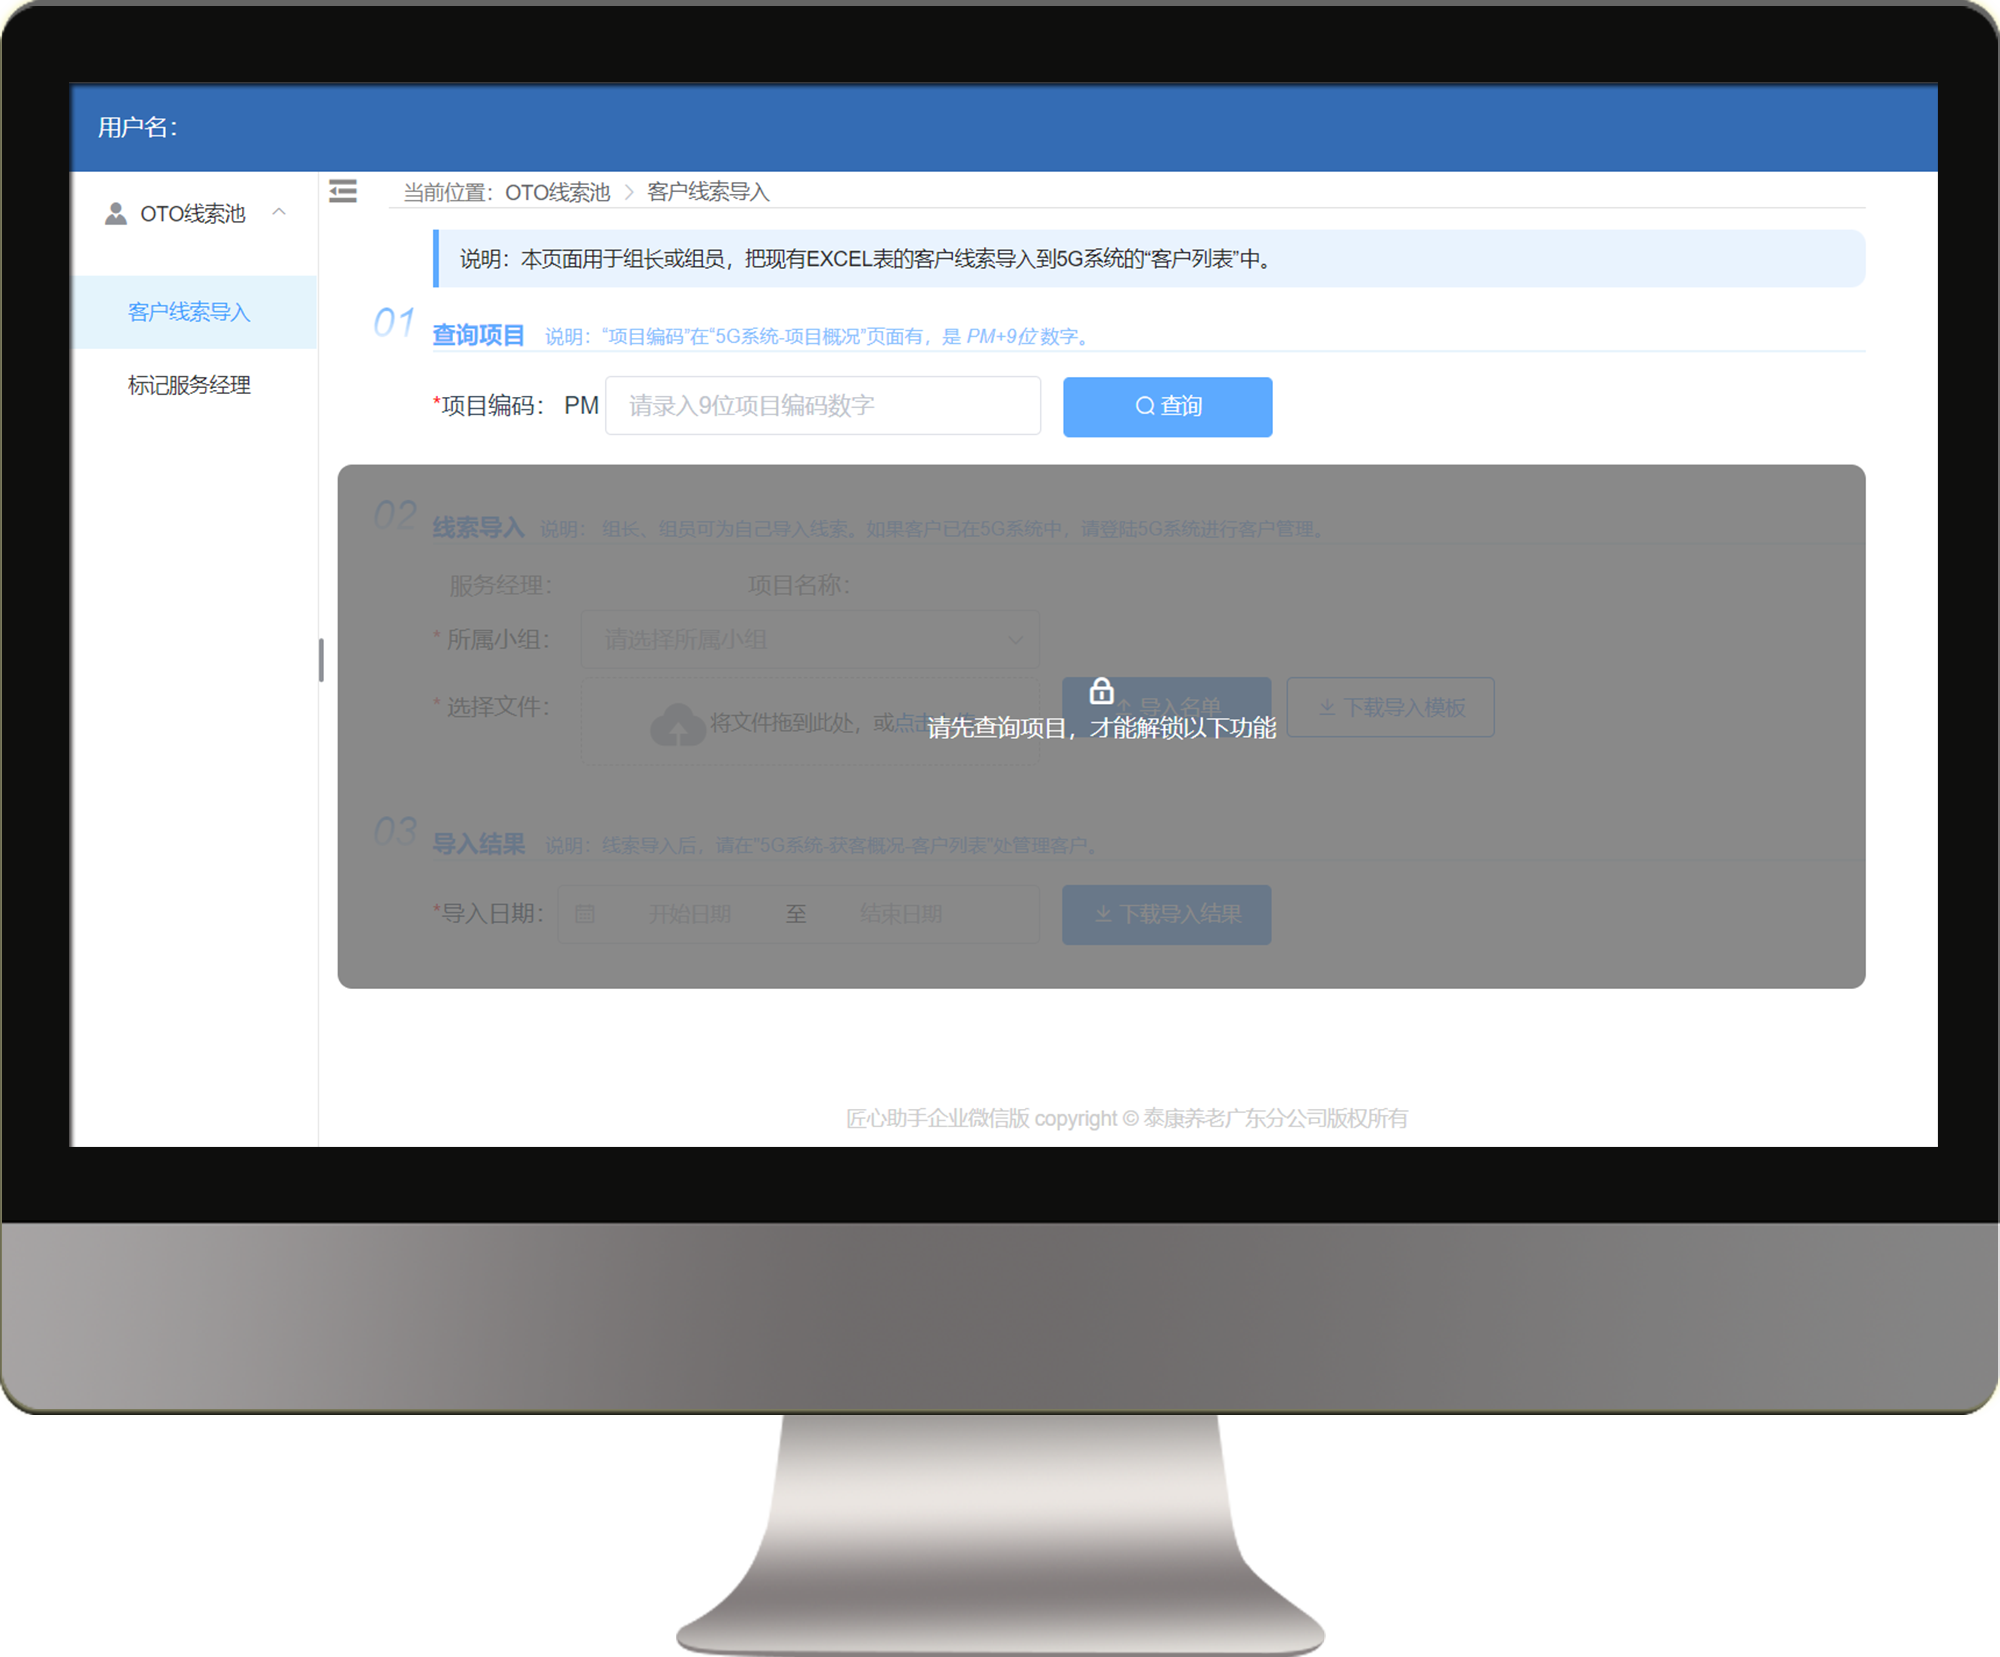 用户名：
OTO线索池
客户线索导入
标记服务经理
当前位置：OTO线索池 > 客户线索导入
说明：本页面用于组长或组员，把现有EXCEL表的客户线索导入到5G系统的“客户列表”中。
01 查询项目 说明：“项目编码”在“5G系统-项目概况”页面有，是 PM+9位 数字。
*项目编码： PM 请录入9位项目编码数字 查询
02 线索导入 说明： 组长、组员可为自己导入线索。如果客户已在5G系统中，请登陆5G系统进行客户管理。
服务经理： 项目名称：
* 所属小组： 请选择所属小组
* 选择文件： 将文件拖到此处，或点击 导入名单 下载导入模板
请先查询项目，才能解锁以下功能
03 导入结果 说明：线索导入后，请在“5G系统-获客概况-客户列表”处管理客户。
*导入日期： 开始日期 至 结束日期 下载导入结果
匠心助手企业微信版 copyright © 泰康养老广东分公司版权所有